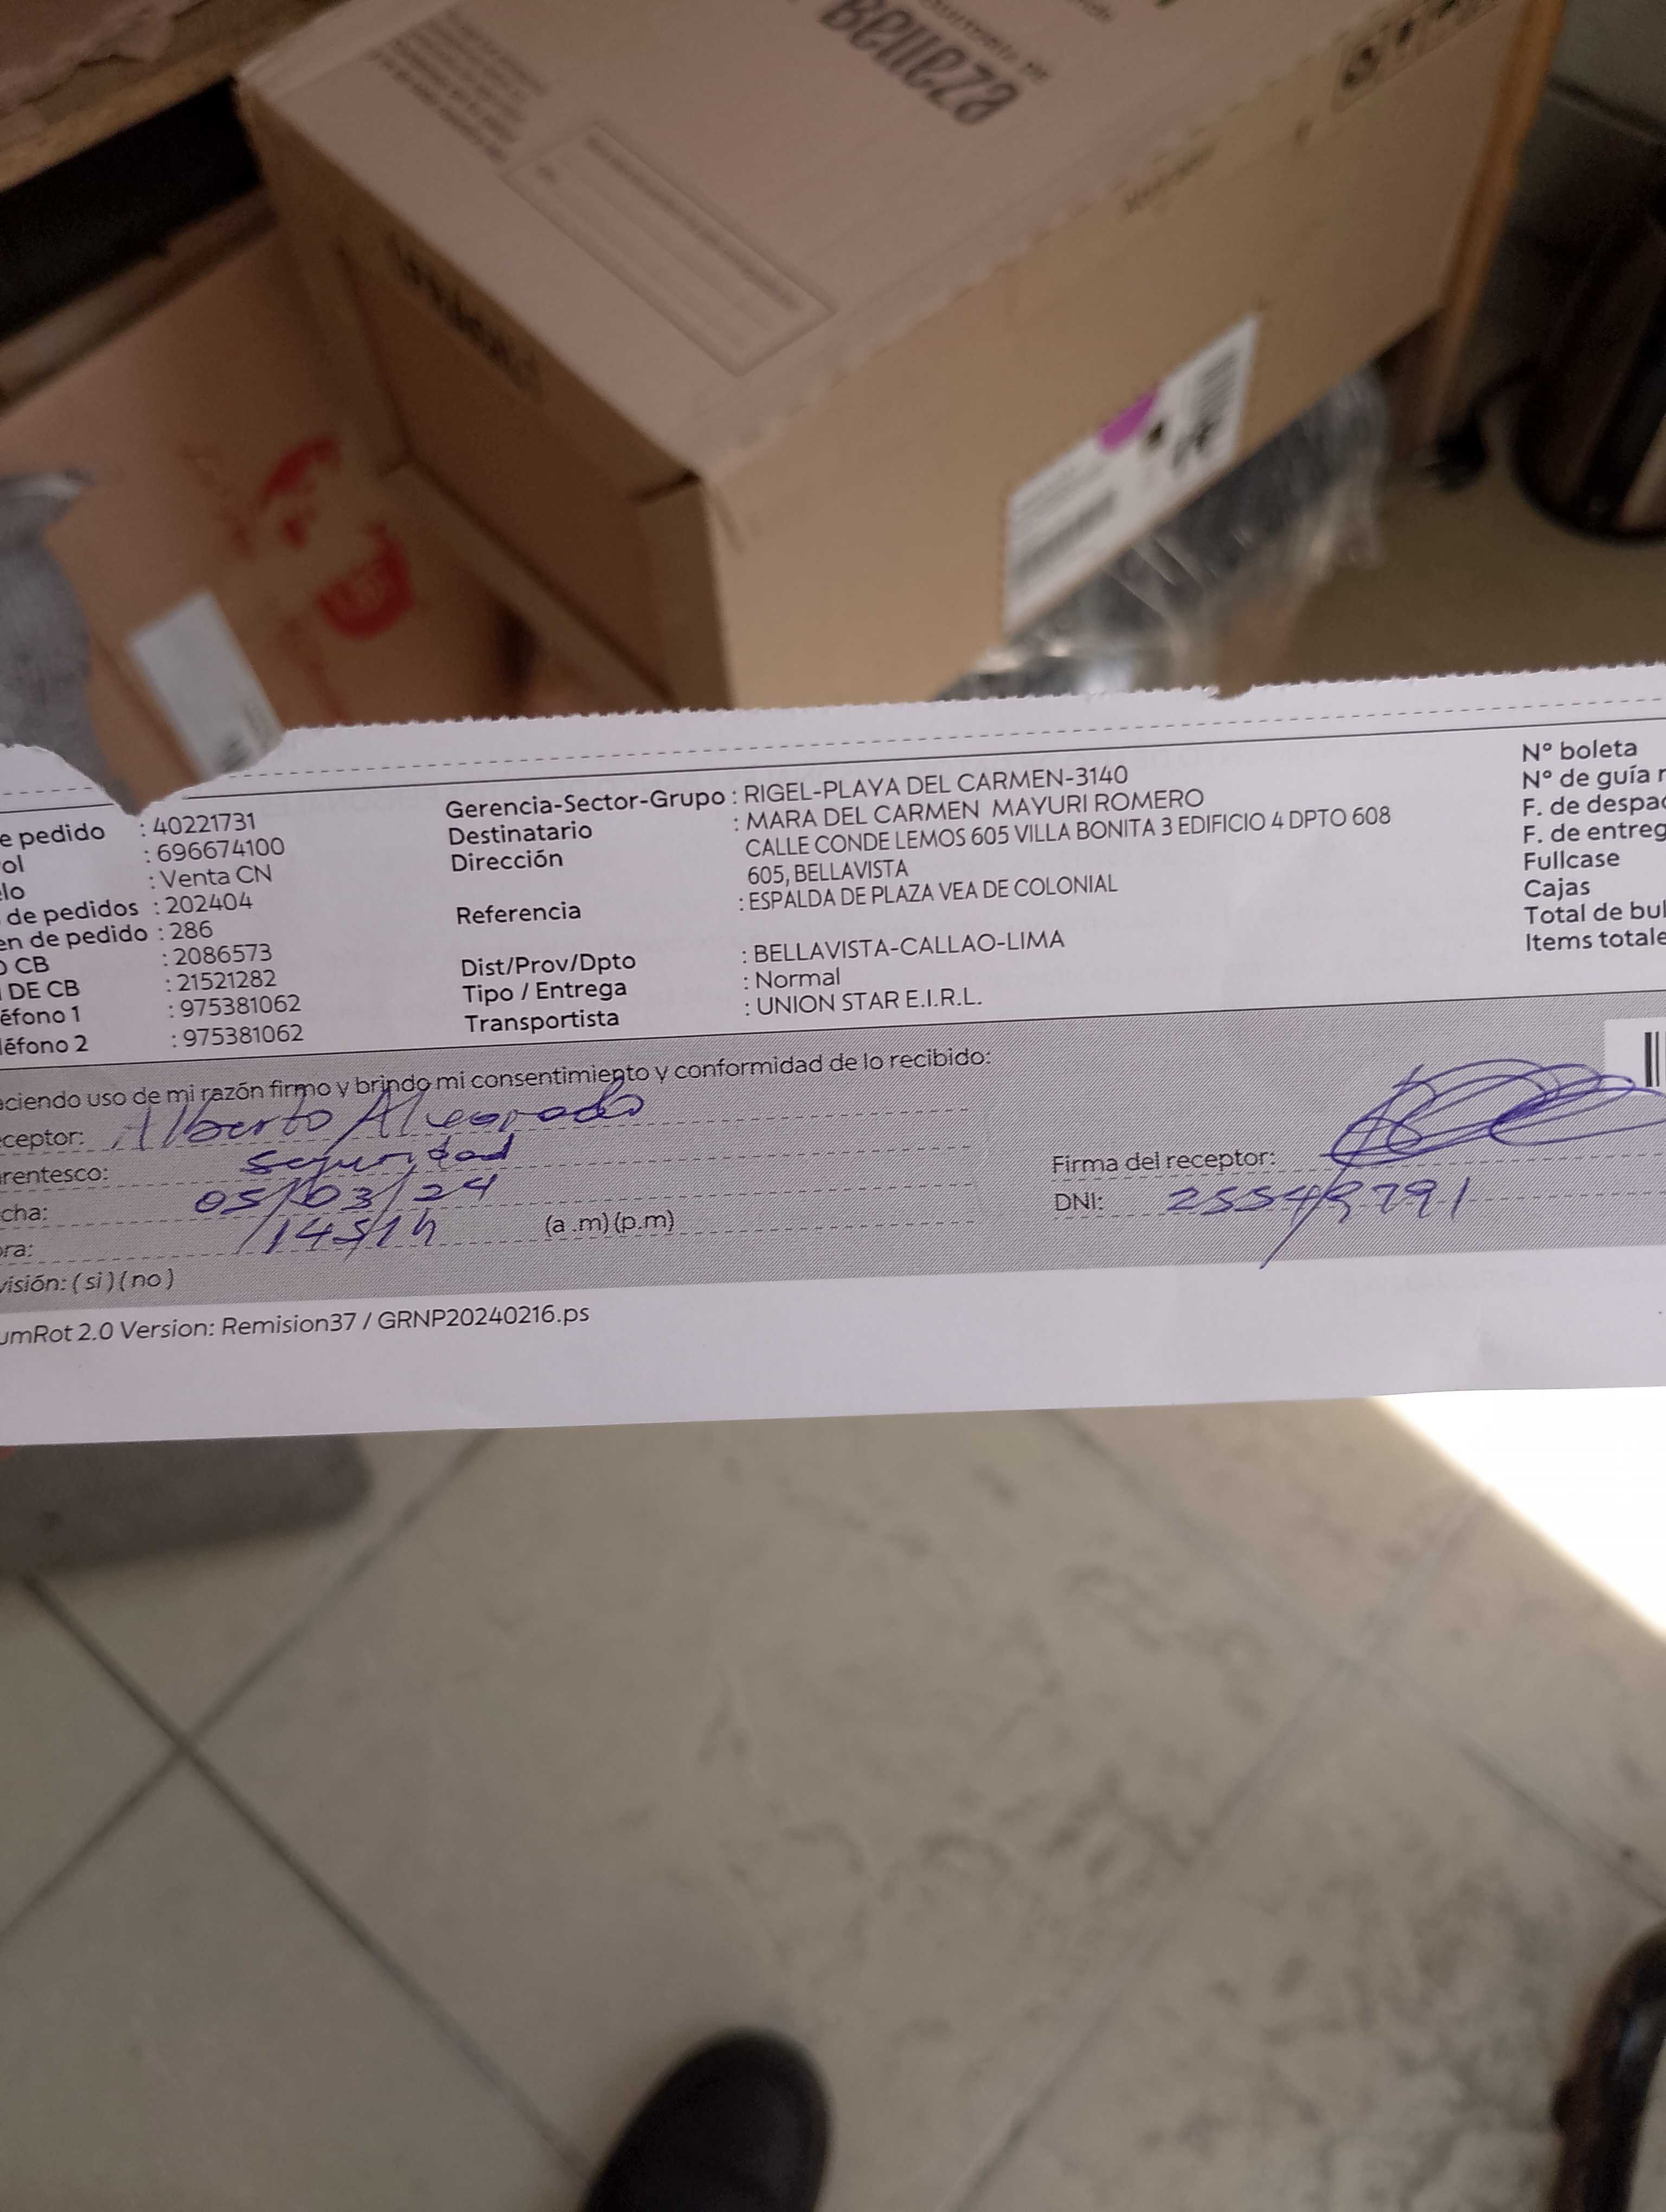 Belleza
e pedido : 40221731
ol : 696674100
elo : Venta CN
de pedidos : 202404
en de pedido : 286
O CB : 2086573
I DE CB : 21521282
éfono 1 : 975381062
léfono 2 : 975381062
Gerencia-Sector-Grupo : RIGEL-PLAYA DEL CARMEN-3140
Destinatario : MARA DEL CARMEN MAYURI ROMERO
Dirección CALLE CONDE LEMOS 605 VILLA BONITA 3 EDIFICIO 4 DPTO 608
605, BELLAVISTA
Referencia : ESPALDA DE PLAZA VEA DE COLONIAL
Dist/Prov/Dpto : BELLAVISTA-CALLAO-LIMA
Tipo / Entrega : Normal
Transportista : UNION STAR E.I.R.L.
N° boleta
N° de guía r
F. de despac
F. de entreg
Fullcase
Cajas
Total de bul
Items totale
aciendo uso de mi razón firmo y brindo mi consentimiento y conformidad de lo recibido:
ceptor: Alberto Alvarado
rentesco: seguridad
cha: 05/03/24
ora: 1451h (a .m) (p.m)
visión: ( si ) ( no )
Firma del receptor:
DNI: 25549791
umRot 2.0 Version: Remision37 / GRNP20240216.ps